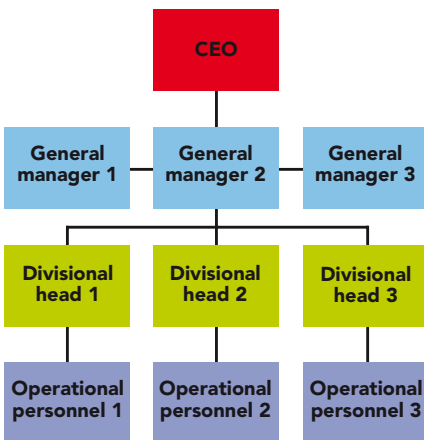 CEO
General
manager 1
General
manager 2
General
manager 3
Divisional
head 1
Divisional
head 2
Divisional
head 3
Operational
personnel 1
Operational
personnel 2
Operational
personnel 3